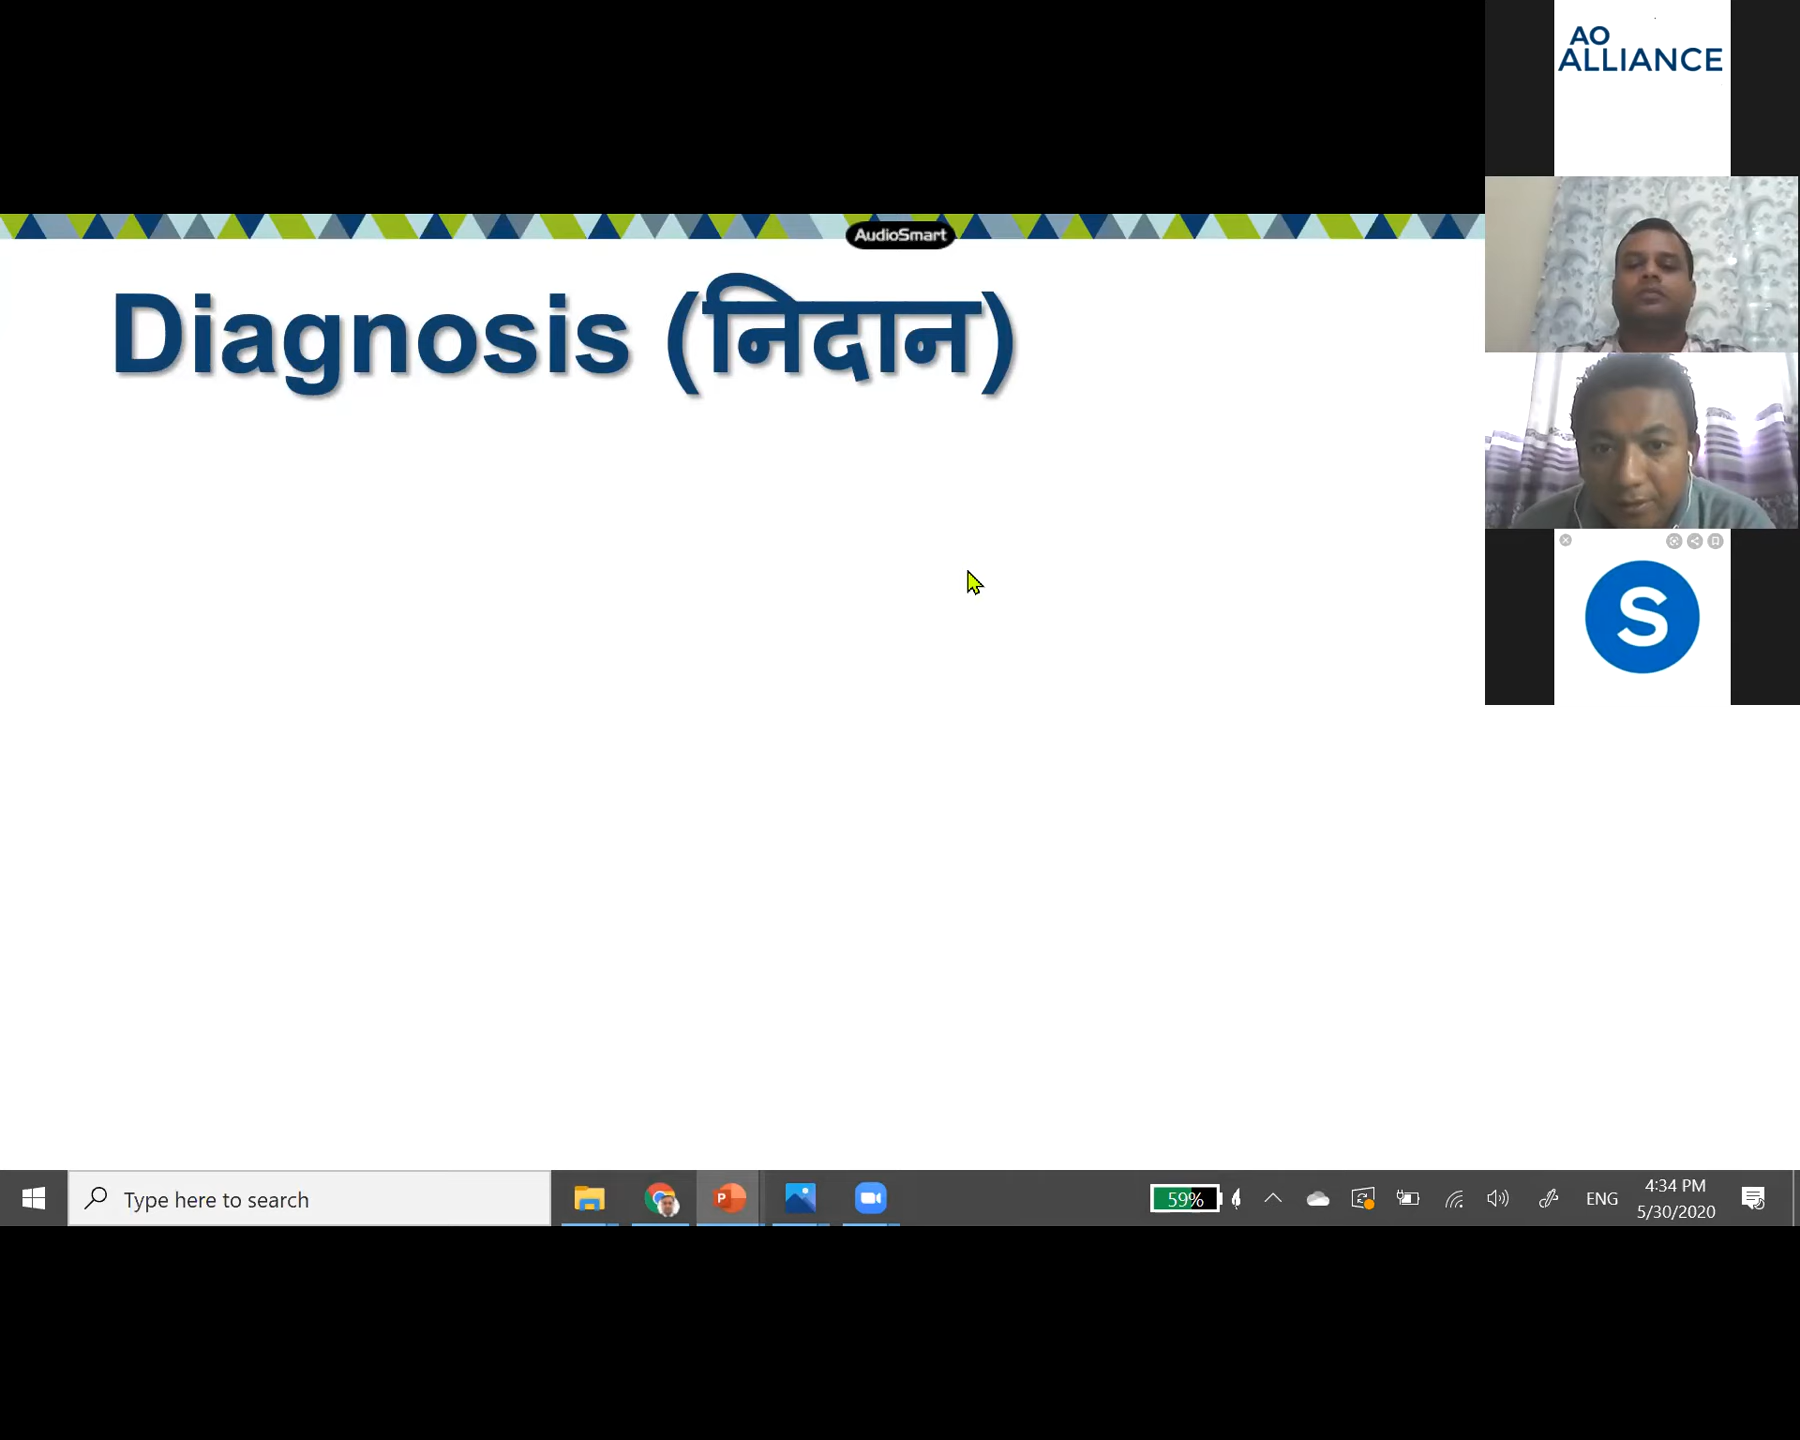 AO
ALLIANCE
AudioSmart
Diagnosis (निदान)
S
Type here to search
59%
ENG
4:34 PM
5/30/2020